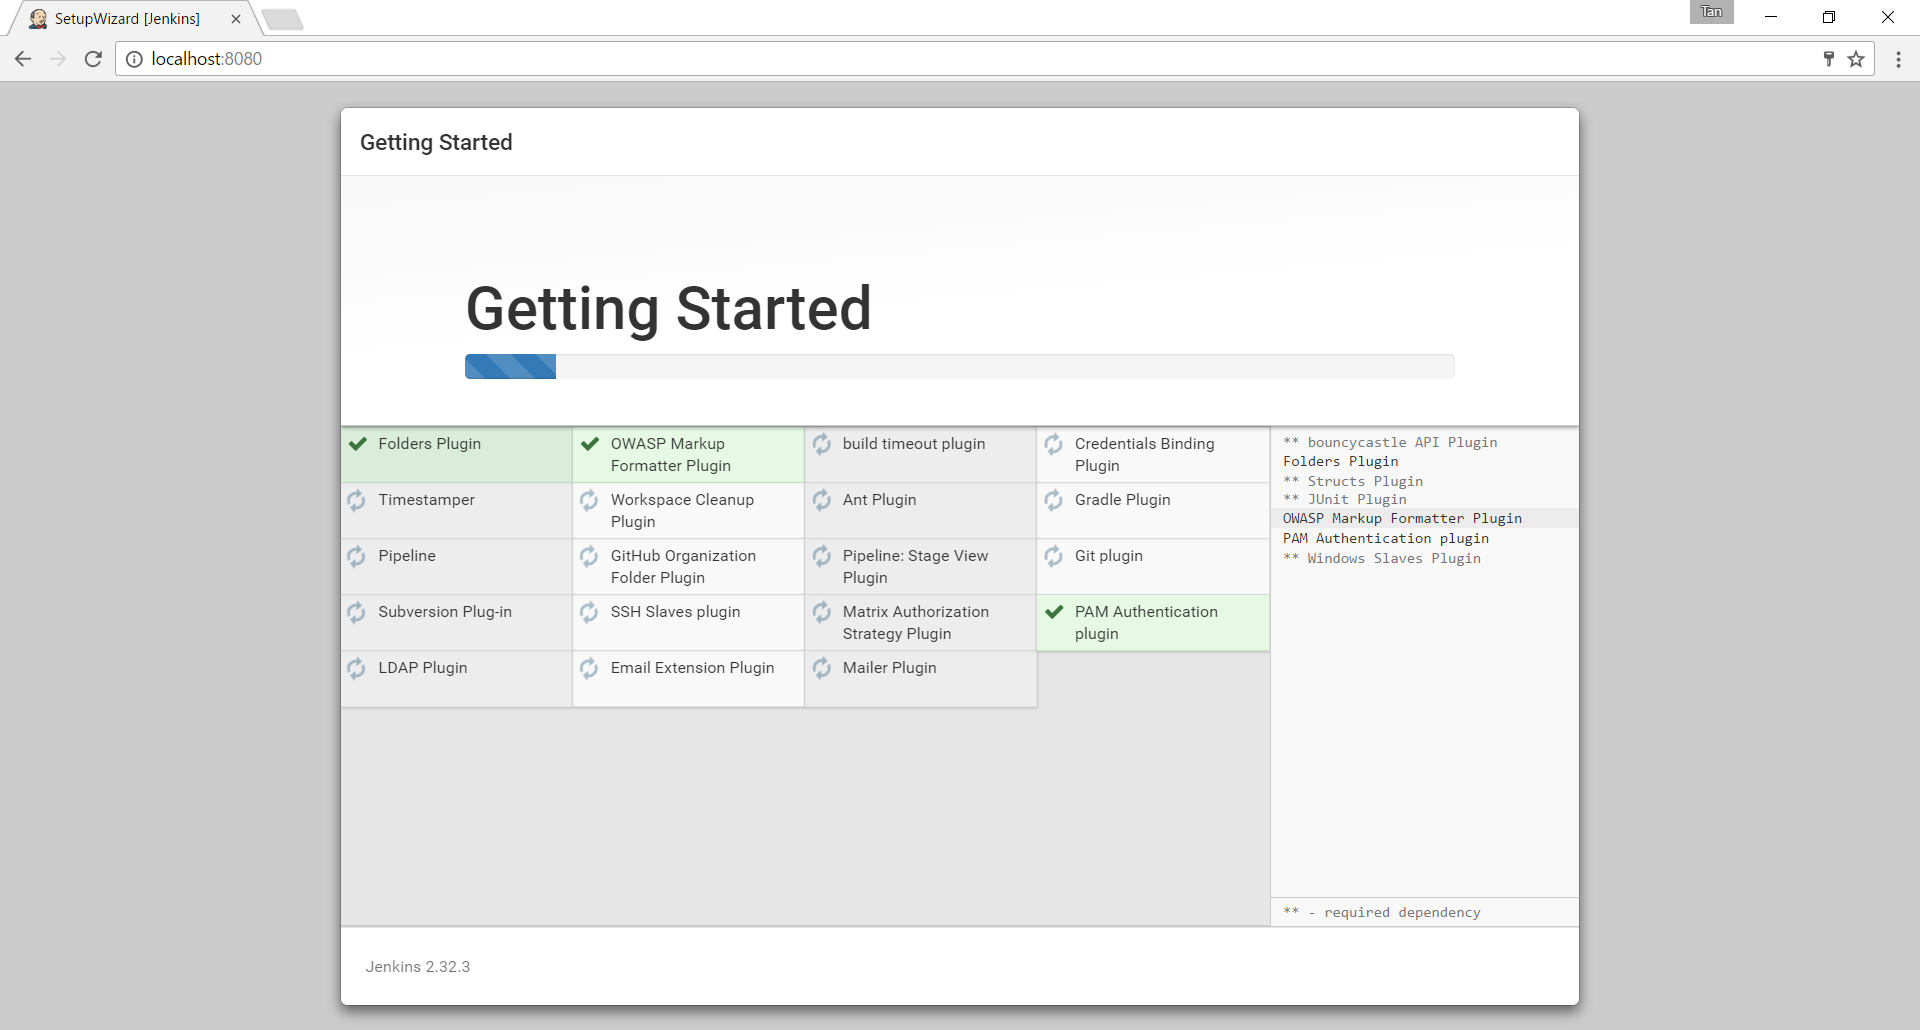 SetupWizard [Jenkins]
Tan
localhost:8080
Getting Started
Getting Started
Folders Plugin
OWASP Markup
Formatter Plugin
build timeout plugin
Credentials Binding
Plugin
Timestamper
Workspace Cleanup
Plugin
Ant Plugin
Gradle Plugin
Pipeline
GitHub Organization
Folder Plugin
Pipeline: Stage View
Plugin
Git plugin
Subversion Plug-in
SSH Slaves plugin
Matrix Authorization
Strategy Plugin
PAM Authentication
plugin
LDAP Plugin
Email Extension Plugin
Mailer Plugin
** bouncycastle API Plugin
Folders Plugin
** Structs Plugin
** JUnit Plugin
OWASP Markup Formatter Plugin
PAM Authentication plugin
** Windows Slaves Plugin
** - required dependency
Jenkins 2.32.3